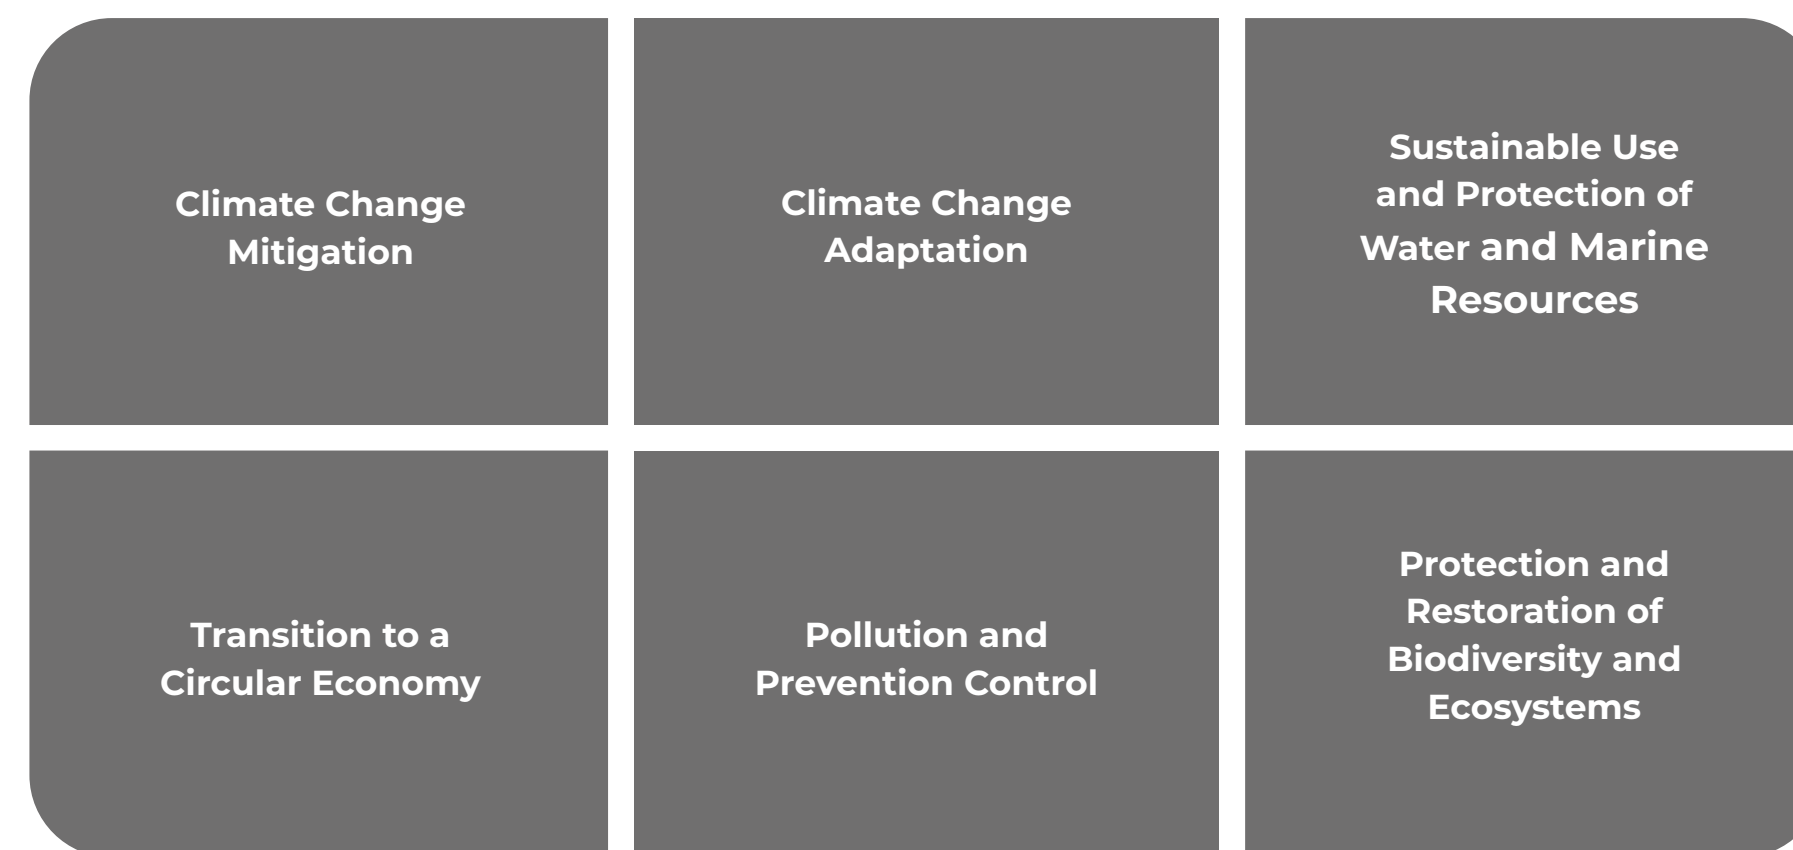 Climate Change
Mitigation
Climate Change
Adaptation
Sustainable Use
and Protection of
Water and Marine
Resources
Transition to a
Circular Economy
Pollution and
Prevention Control
Protection and
Restoration of
Biodiversity and
Ecosystems